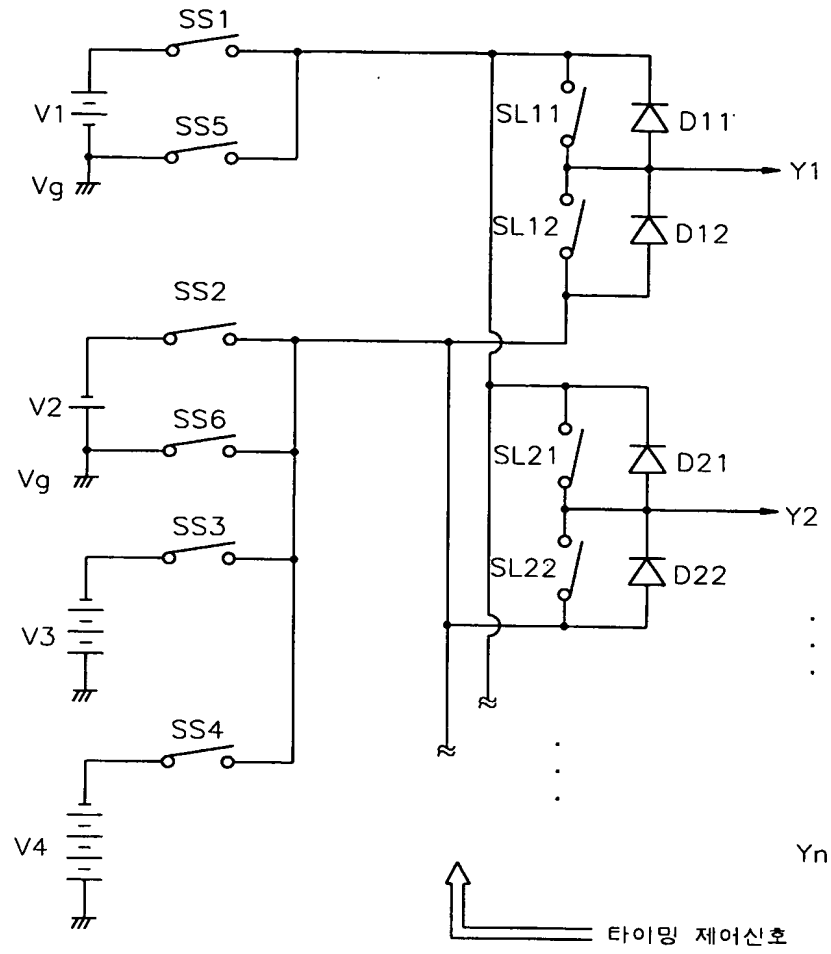 SS1
V1
SS5
Vg
SL11
D11
Y1
SL12
D12
SS2
V2
SS6
Vg
SL21
D21
Y2
SS3
SL22
D22
V3
SS4
V4
Yn
타이밍 제어신호